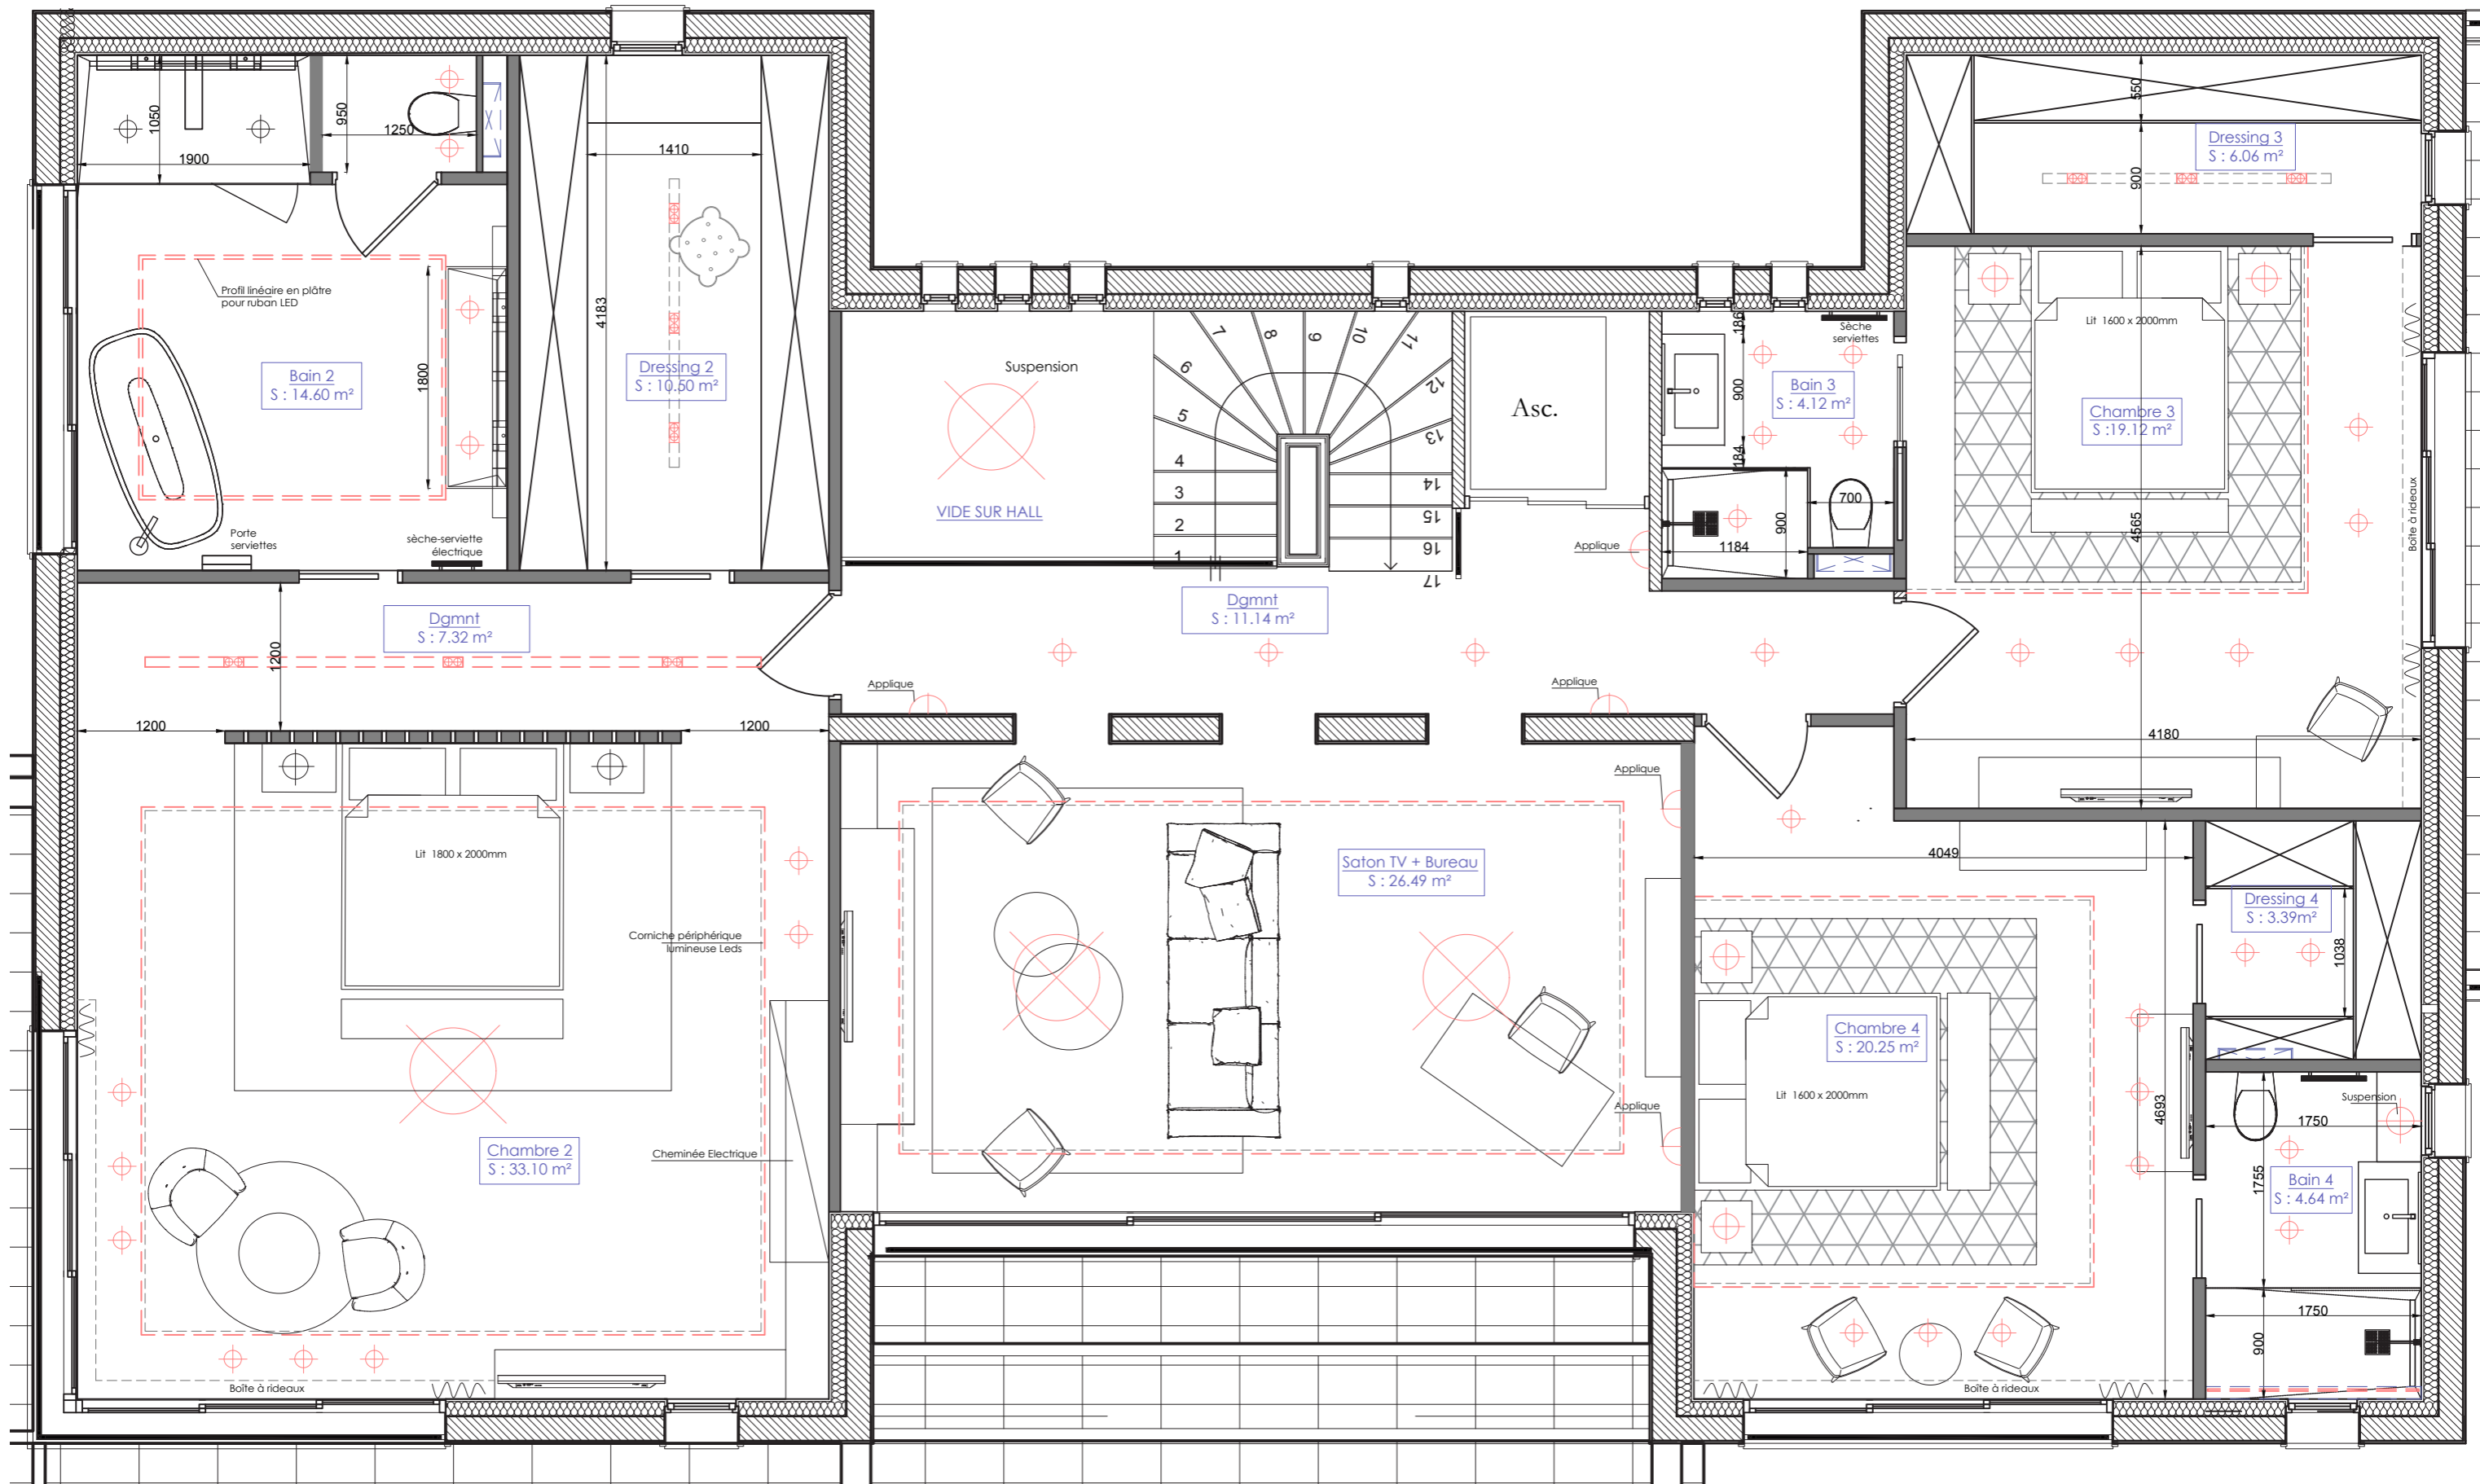 1050
1900
950
1250
Profil linéaire en plâtre
pour ruban LED
Bain 2
S : 14.60 m²
1800
Porte
serviettes
sèche-serviette
électrique
1410
4183
Dressing 2
S : 10.50 m²
Suspension
VIDE SUR HALL
1
2
3
4
5
6
7
8
9
10
11
12
13
14
15
16
17
Asc.
Applique
186
900
184
Sèche
serviettes
Bain 3
S : 4.12 m²
700
900
1184
550
Dressing 3
S : 6.06 m²
900
Lit 1600 x 2000mm
Chambre 3
S :19.12 m²
4565
Boîte à rideaux
4180
Dgmnt
S : 7.32 m²
1200
1200
1200
Dgmnt
S : 11.14 m²
Applique
Applique
Lit 1800 x 2000mm
Corniche périphérique
lumineuse Leds
Chambre 2
S : 33.10 m²
Cheminée Electrique
Boîte à rideaux
Applique
Saton TV + Bureau
S : 26.49 m²
Applique
4049
Dressing 4
S : 3.39m²
1038
Chambre 4
S : 20.25 m²
Lit 1600 x 2000mm
4693
Boîte à rideaux
Suspension
1750
1755
Bain 4
S : 4.64 m²
1750
900